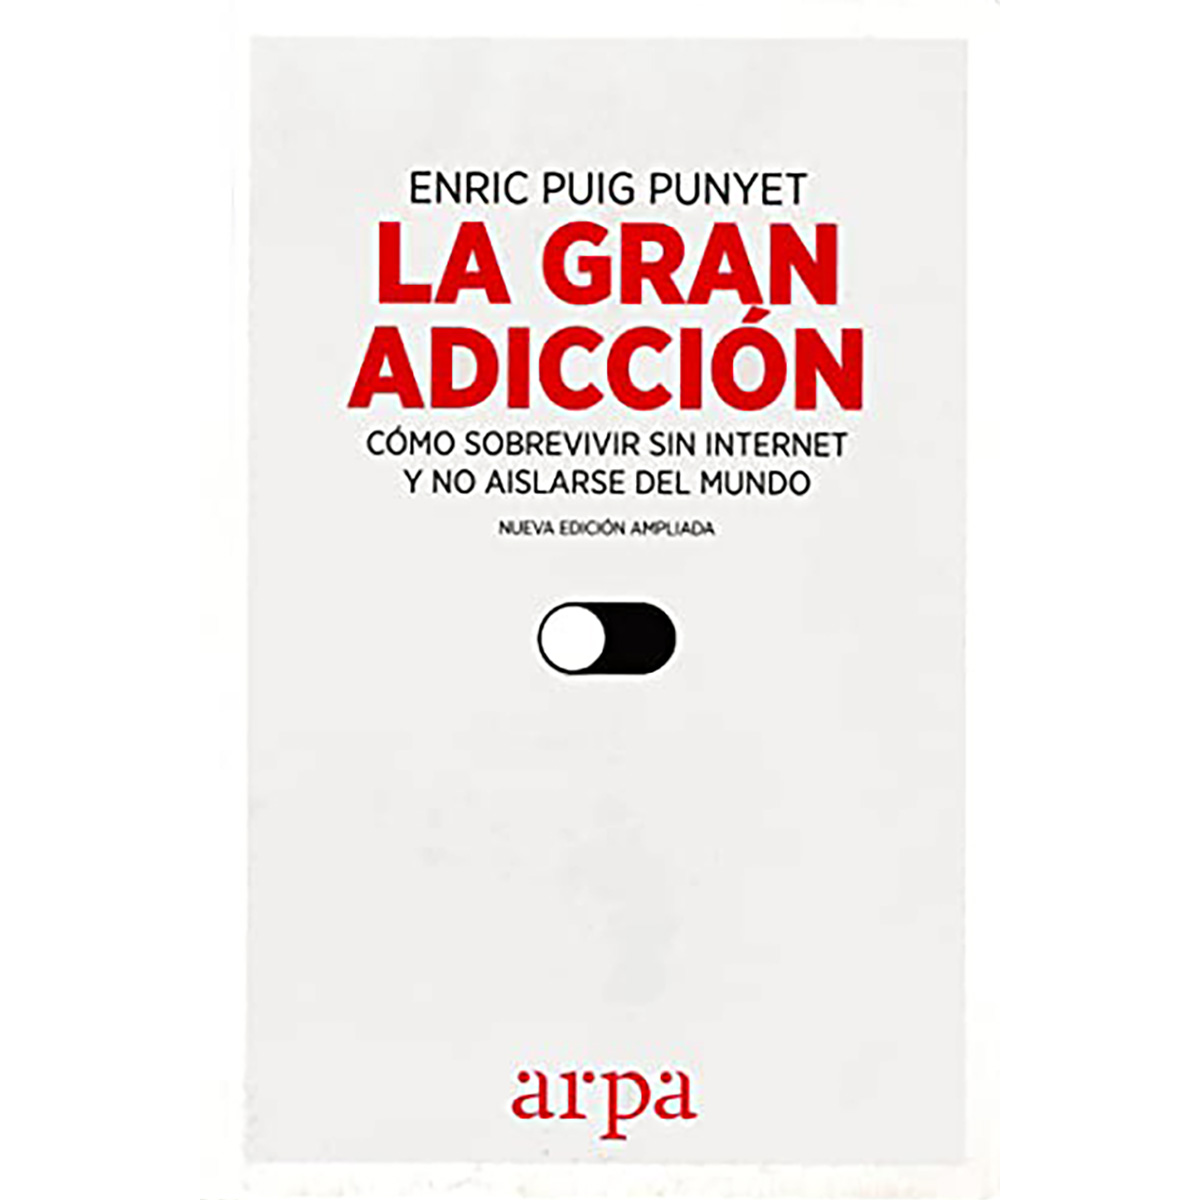 ENRIC PUIG PUNYET
LA GRAN
ADICCIÓN
CÓMO SOBREVIVIR SIN INTERNET
Y NO AISLARSE DEL MUNDO
NUEVA EDICIÓN AMPLIADA
arpa